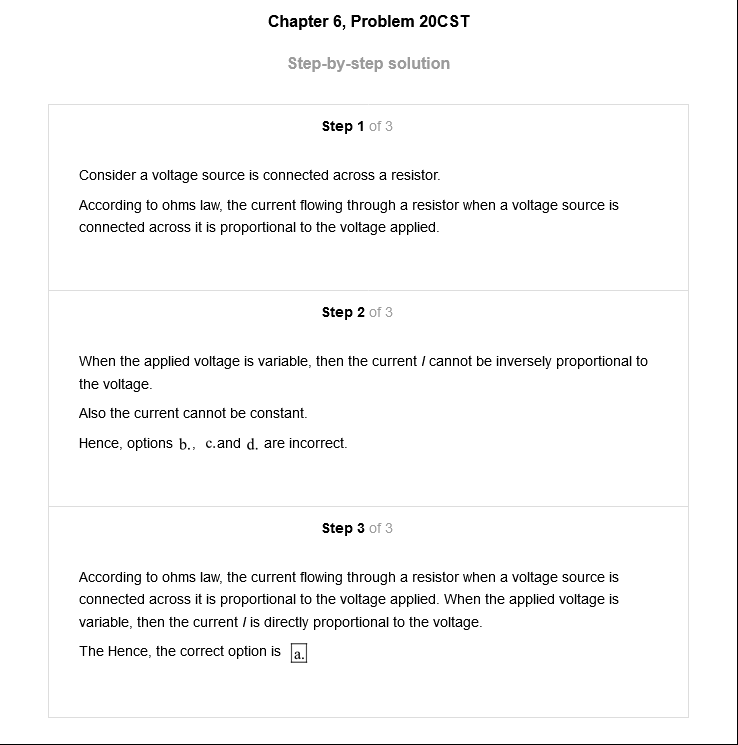 Chapter 6, Problem 20CST
Step-by-step solution
Step 1 of 3
Consider a voltage source is connected across a resistor.
According to ohms law, the current flowing through a resistor when a voltage source is
connected across it is proportional to the voltage applied.
Step 2 of 3
When the applied voltage is variable, then the current I cannot be inversely proportional to
the voltage.
Also the current cannot be constant.
Hence, options b., c.and d. are incorrect.
Step 3 of 3
According to ohms law, the current flowing through a resistor when a voltage source is
connected across it is proportional to the voltage applied. When the applied voltage is
variable, then the current I is directly proportional to the voltage.
The Hence, the correct option is a.